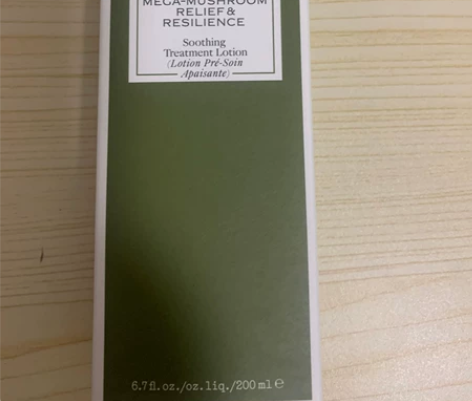 MEGA-MUSHROOM
RELIEF &
RESILIENCE
Soothing
Treatment Lotion
(Lotion Pré-Soin
Apaisante)
6.7 fl. oz./oz. liq./200 ml ℮